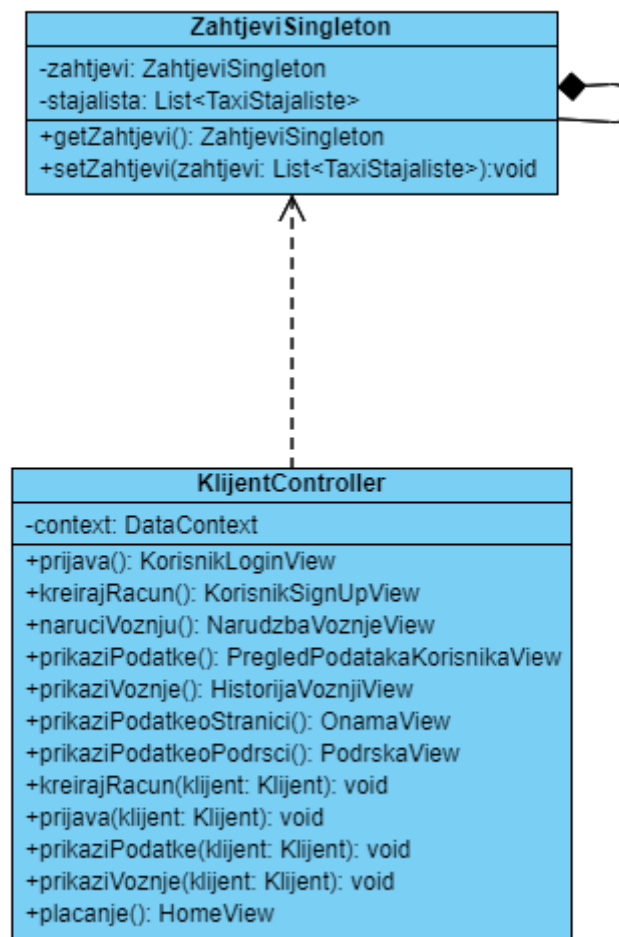 ZahtjeviSingleton
-zahtjevi: ZahtjeviSingleton
-stajalista: List<TaxiStajaliste>
+getZahtjevi(): ZahtjeviSingleton
+setZahtjevi(zahtjevi: List<TaxiStajaliste>):void
KlijentController
-context: DataContext
+prijava(): KorisnikLoginView
+kreirajRacun(): KorisnikSignUpView
+naruciVoznju(): NarudzbaVoznjeView
+prikaziPodatke(): PregledPodatakaKorisnikaView
+prikaziVoznje(): HistorijaVoznjiView
+prikaziPodatkeoStranici(): OnamaView
+prikaziPodatkeoPodrsci(): PodrskaView
+kreirajRacun(klijent: Klijent): void
+prijava(klijent: Klijent): void
+prikaziPodatke(klijent: Klijent): void
+prikaziVoznje(klijent: Klijent): void
+placanje(): HomeView